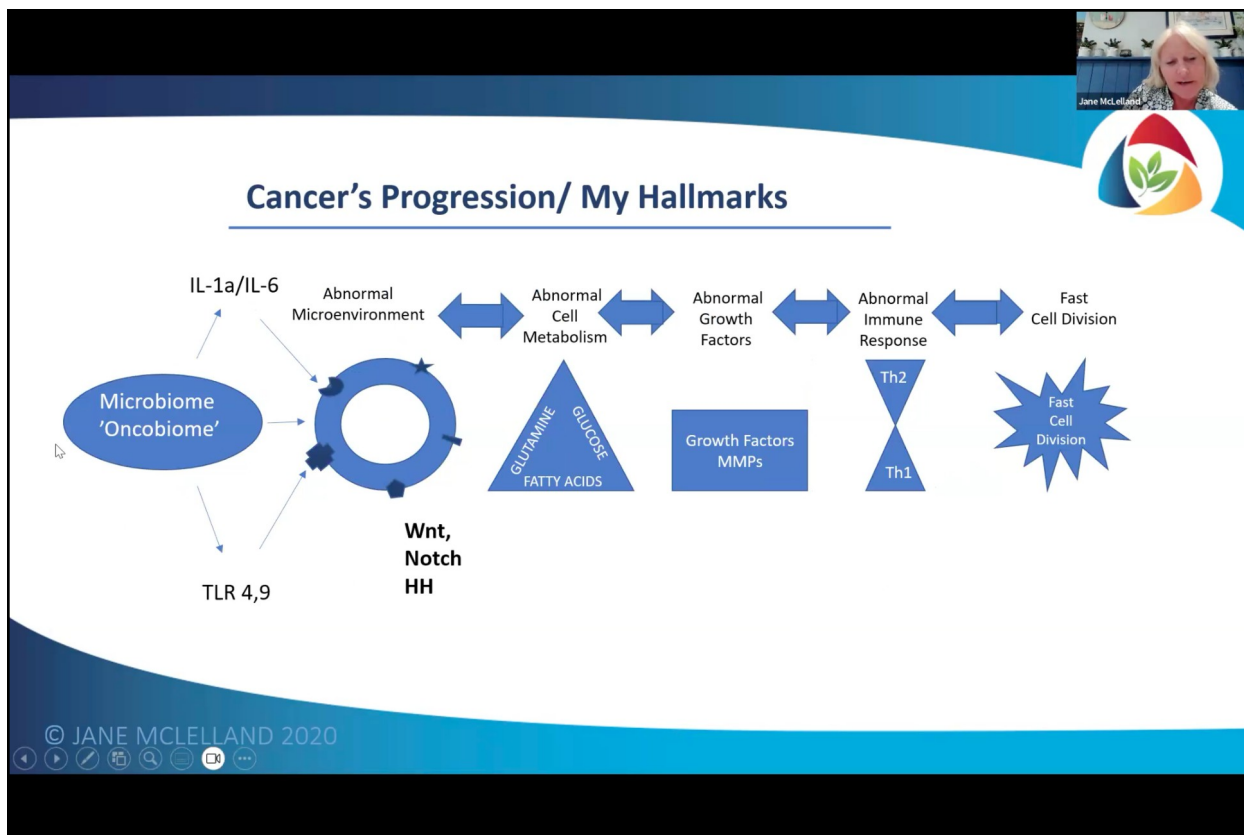 Jane McLelland
Cancer's Progression/ My Hallmarks
IL-1a/IL-6
Abnormal
Microenvironment
Abnormal
Cell
Metabolism
Abnormal
Growth
Factors
Abnormal
Immune
Response
Fast
Cell Division
Microbiome
'Oncobiome'
GLUTAMINE
GLUCOSE
FATTY ACIDS
Growth Factors
MMPs
Th2
Th1
Fast
Cell
Division
Wnt,
Notch
HH
TLR 4,9
© JANE MCLELLAND 2020